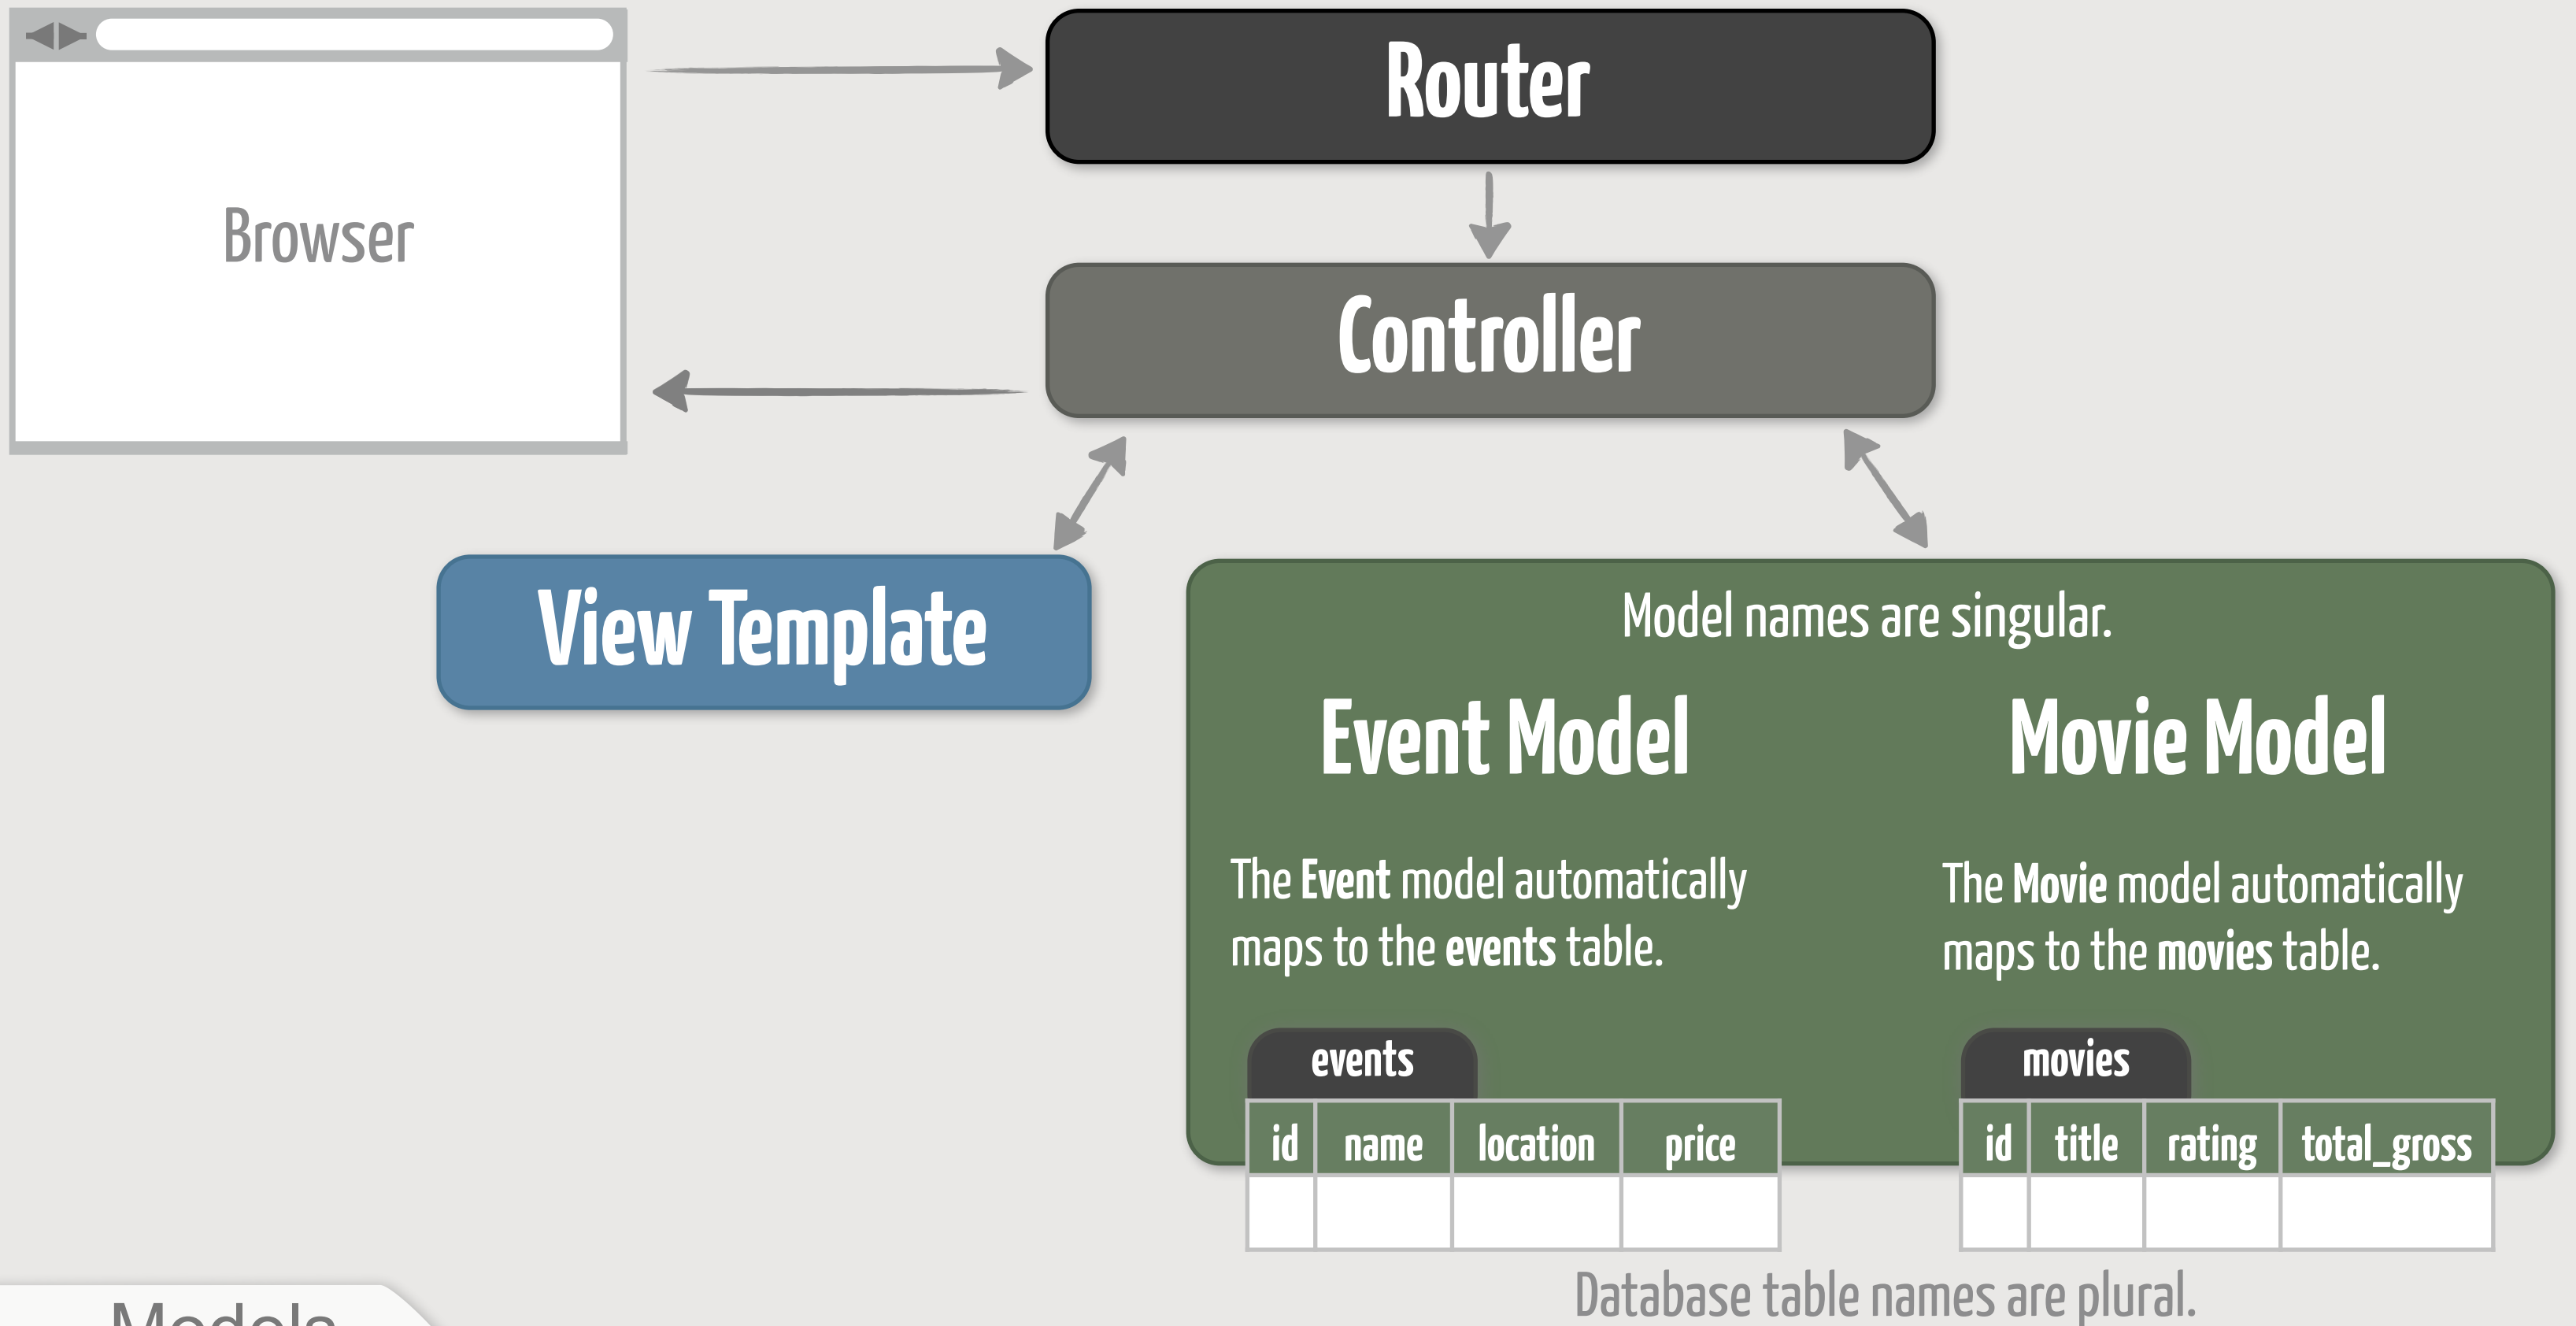 Router
Browser
Controller
View Template
Model names are singular.
Event Model
Movie Model
The Event model automatically
maps to the events table.
The Movie model automatically
maps to the movies table.
events
id name location price
movies
id title rating total_gross
Database table names are plural.
Models